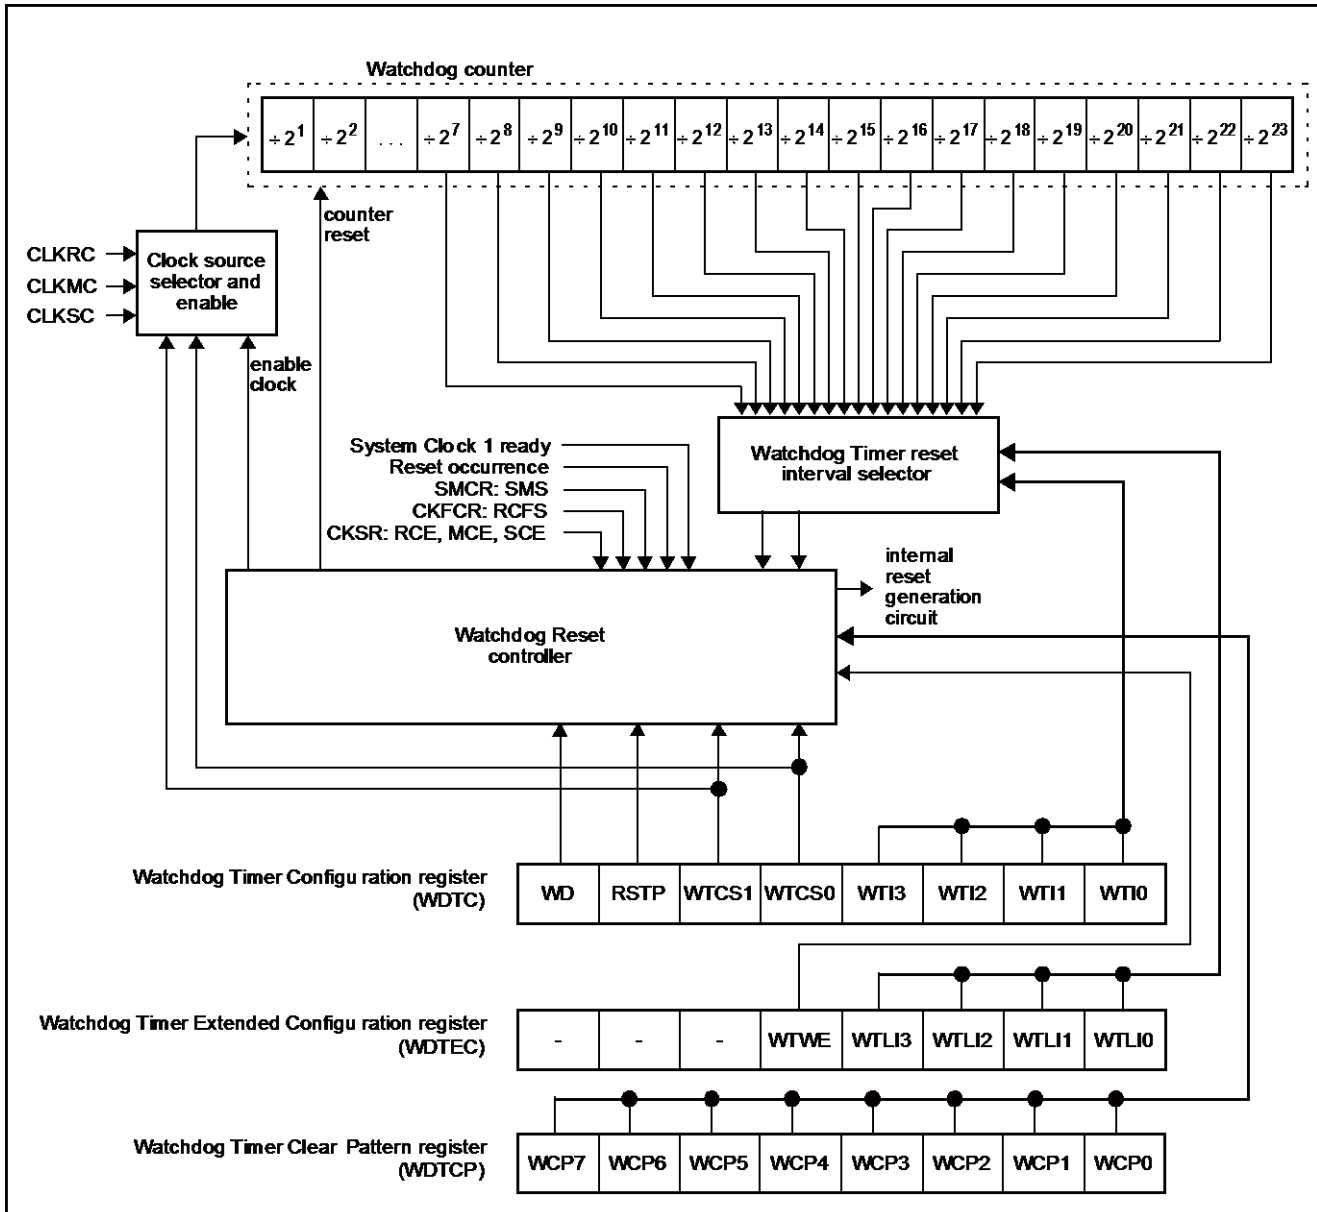 Watchdog counter
÷ 2¹ ÷ 2² . . . ÷ 2⁷ ÷ 2⁸ ÷ 2⁹ ÷ 2¹⁰ ÷ 2¹¹ ÷ 2¹² ÷ 2¹³ ÷ 2¹⁴ ÷ 2¹⁵ ÷ 2¹⁶ ÷ 2¹⁷ ÷ 2¹⁸ ÷ 2¹⁹ ÷ 2²⁰ ÷ 2²¹ ÷ 2²² ÷ 2²³
counter
reset
CLKRC
CLKMC
CLKSC
Clock source
selector and
enable
enable
clock
System Clock 1 ready
Reset occurrence
SMCR: SMS
CKFCR: RCFS
CKSR: RCE, MCE, SCE
Watchdog Timer reset
interval selector
internal
reset
generation
circuit
Watchdog Reset
controller
Watchdog Timer Configuration register
(WDTC)
WD RSTP WTCS1 WTCS0 WTI3 WTI2 WTI1 WTI0
Watchdog Timer Extended Configuration register
(WDTEC)
- - - WTWE WTLI3 WTLI2 WTLI1 WTLI0
Watchdog Timer Clear Pattern register
(WDTCP)
WCP7 WCP6 WCP5 WCP4 WCP3 WCP2 WCP1 WCP0